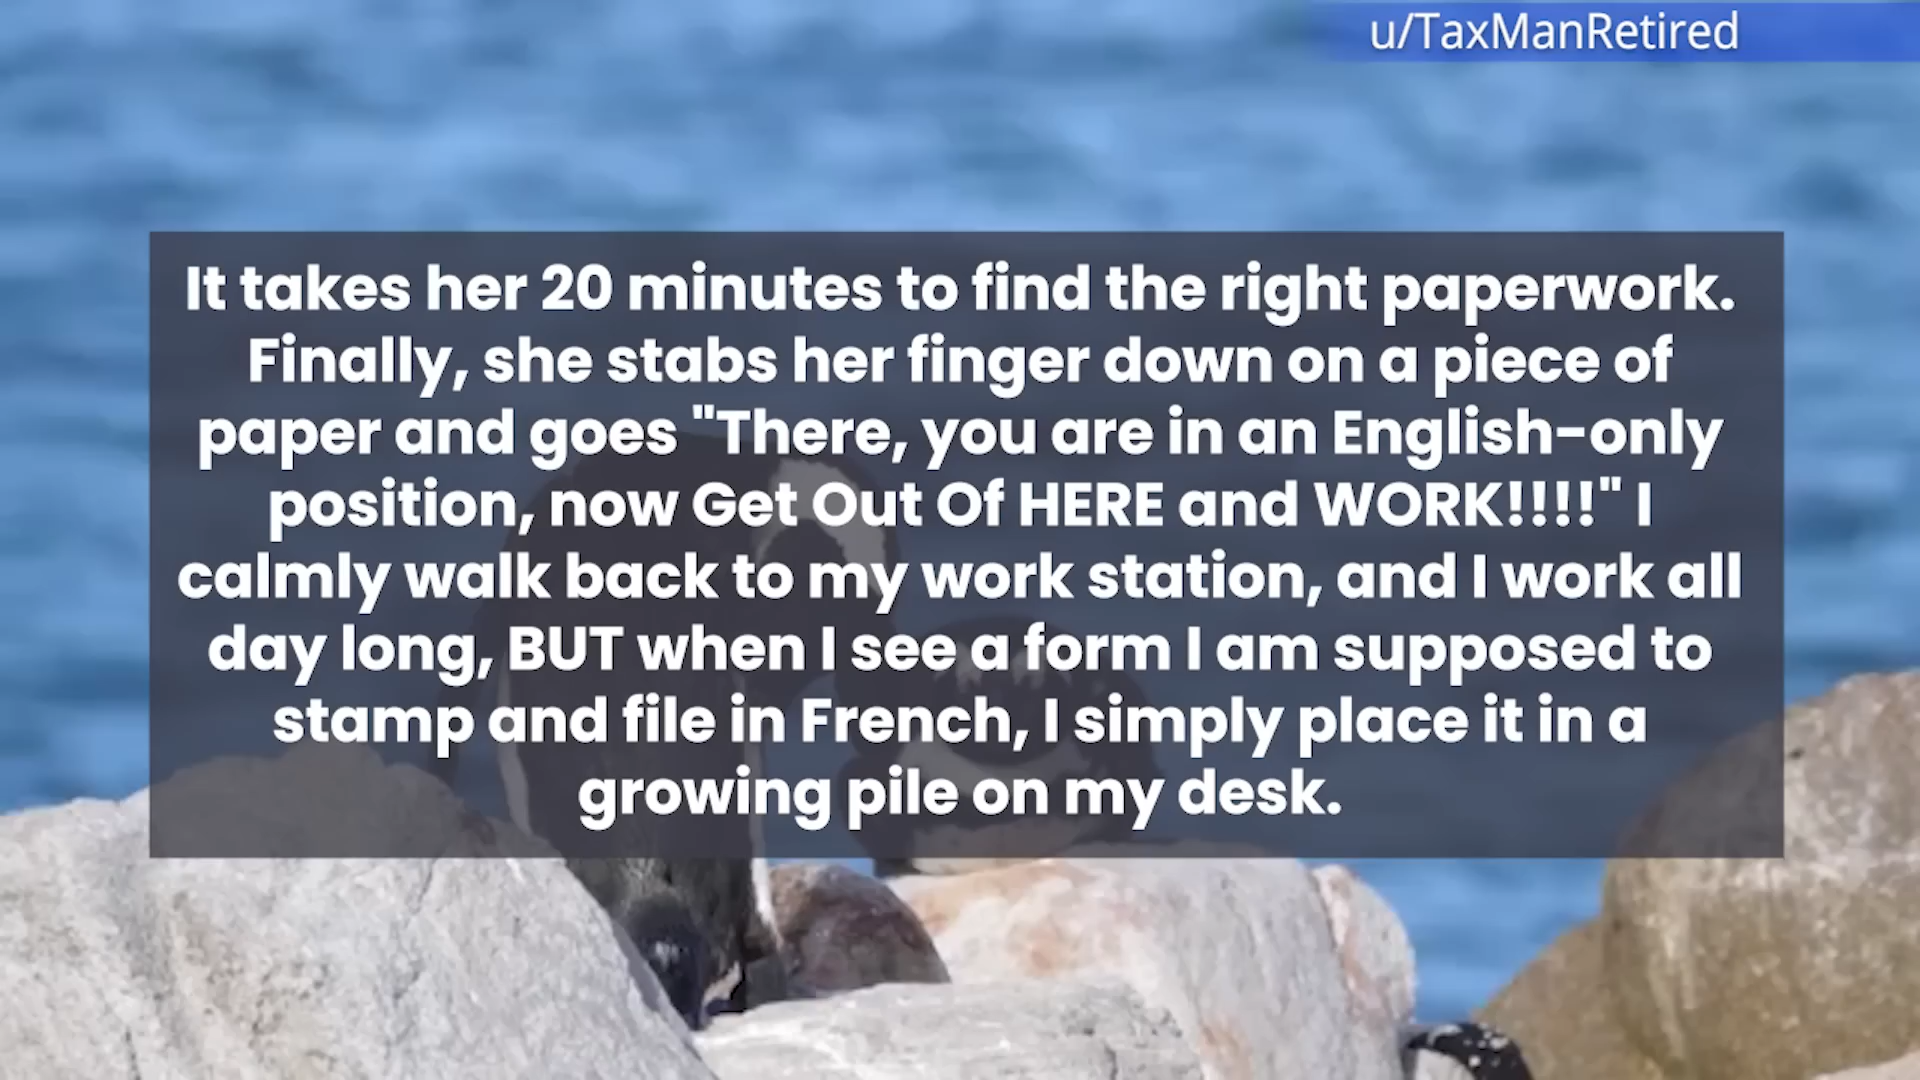 u/TaxManRetired
It takes her 20 minutes to find the right paperwork.
Finally, she stabs her finger down on a piece of
paper and goes "There, you are in an English-only
position, now Get Out Of HERE and WORK!!!!" I
calmly walk back to my work station, and I work all
day long, BUT when I see a form I am supposed to
stamp and file in French, I simply place it in a
growing pile on my desk.